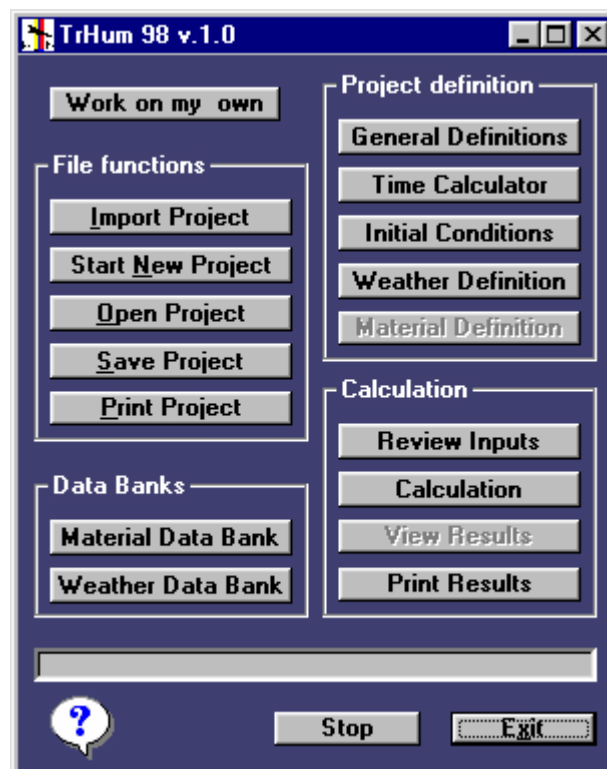 TrHum 98 v.1.0
Work on my own
File functions
Import Project
Start New Project
Open Project
Save Project
Print Project
Data Banks
Material Data Bank
Weather Data Bank
Project definition
General Definitions
Time Calculator
Initial Conditions
Weather Definition
Material Definition
Calculation
Review Inputs
Calculation
View Results
Print Results
?
Stop
Exit